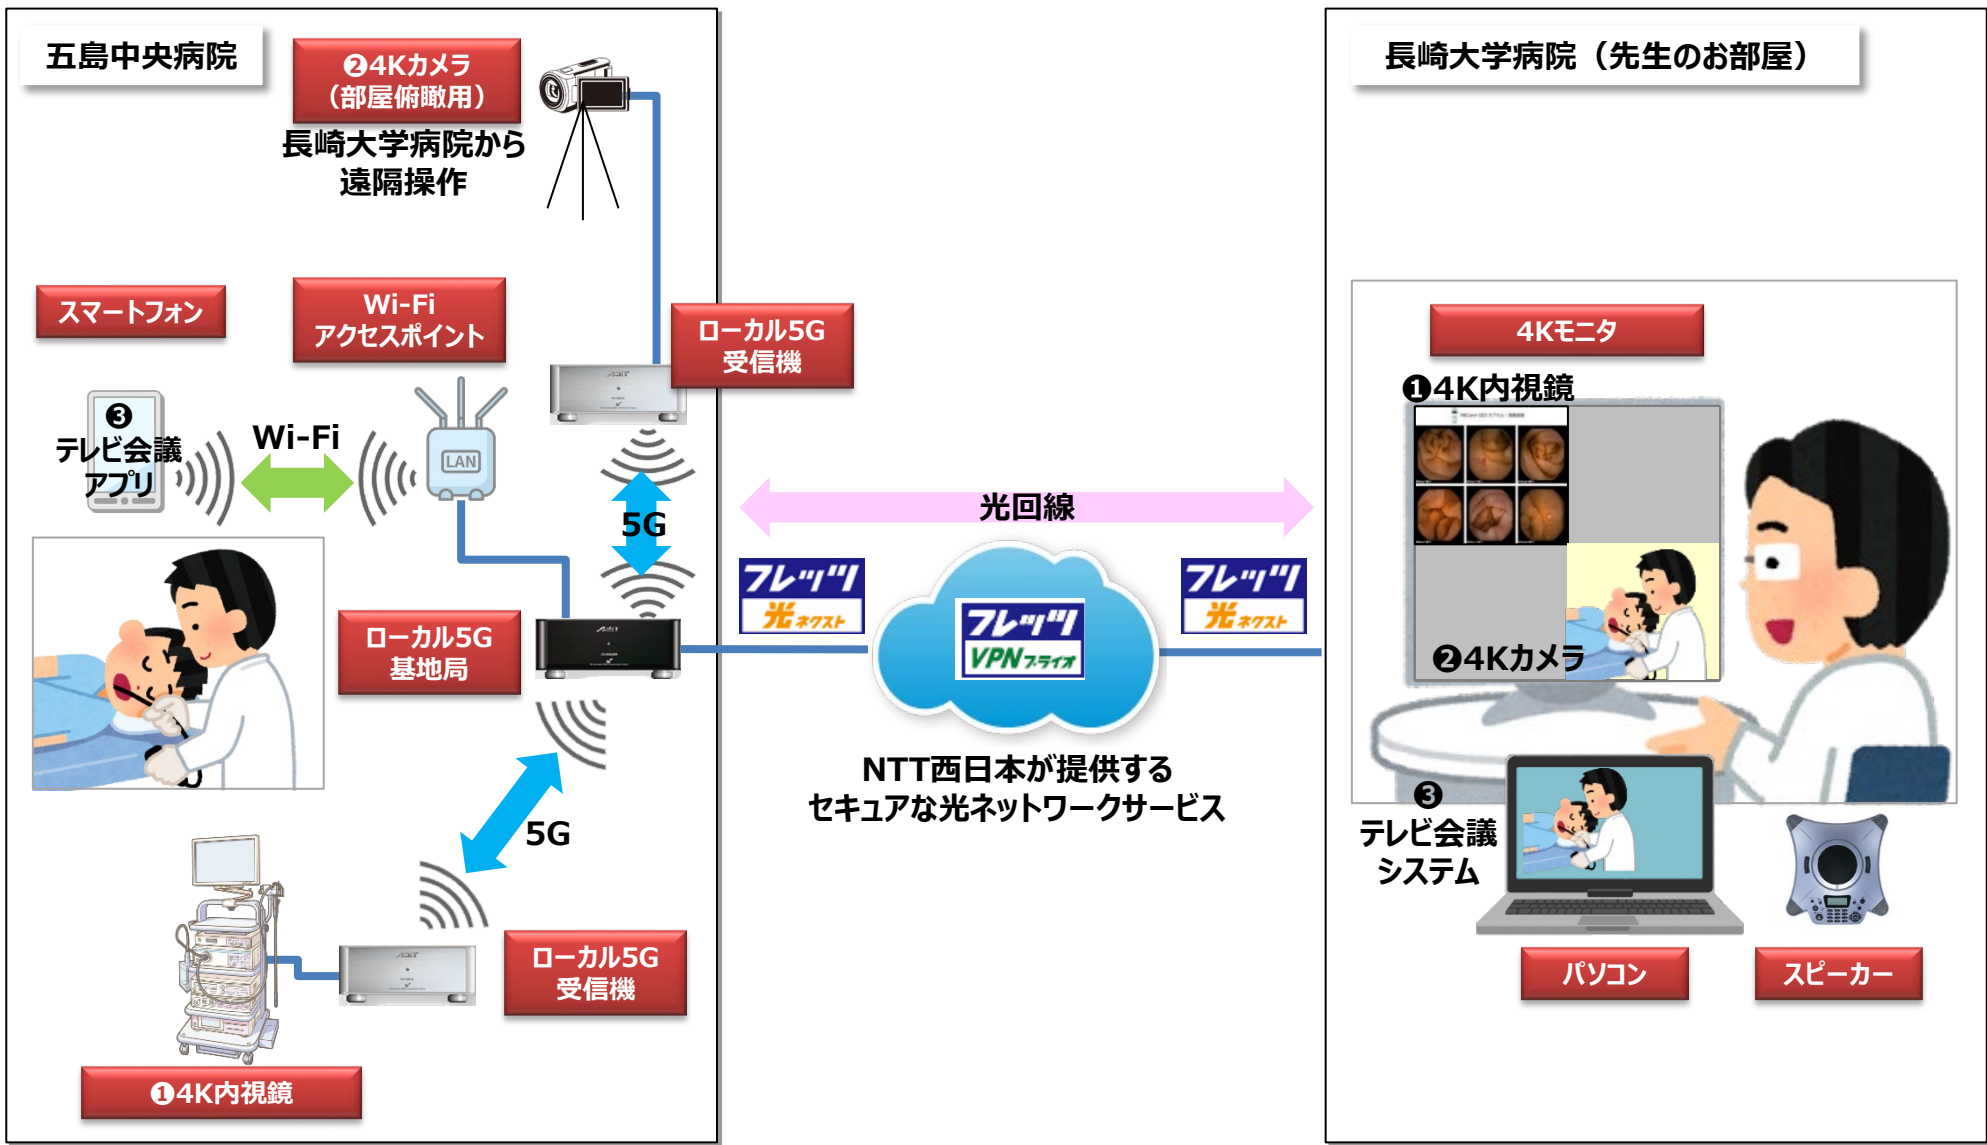 五島中央病院
❷4Kカメラ
（部屋俯瞰用）
長崎大学病院から
遠隔操作
スマートフォン
Wi-Fi
アクセスポイント
ローカル5G
受信機
❸
テレビ会議
アプリ
Wi-Fi
LAN
5G
ローカル5G
基地局
5G
ローカル5G
受信機
❶4K内視鏡
光回線
フレッツ
光ネクスト
フレッツ
VPNプライオ
フレッツ
光ネクスト
NTT西日本が提供する
セキュアな光ネットワークサービス
長崎大学病院（先生のお部屋）
4Kモニタ
❶4K内視鏡
❷4Kカメラ
❸
テレビ会議
システム
パソコン
スピーカー